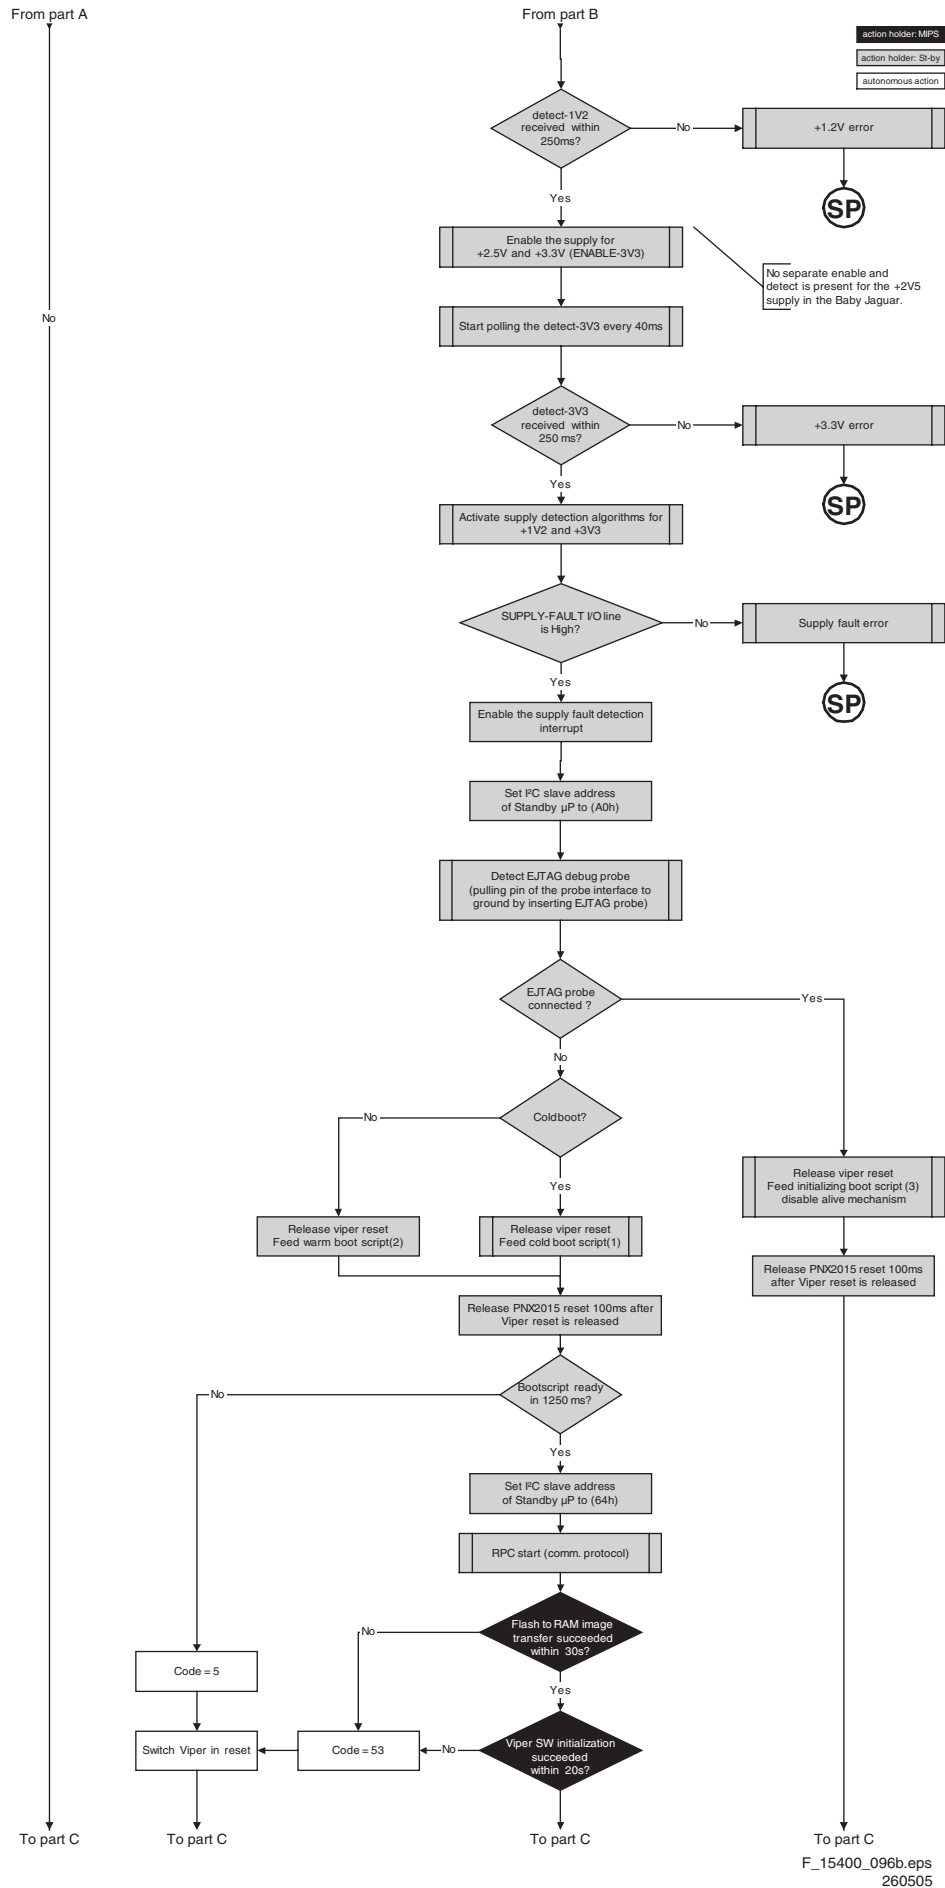 From part A
From part B
action holder: MIPS
action holder: St-by
autonomous action
detect-1V2
received within
250ms?
No
+1.2V error
SP
Yes
Enable the supply for
+2.5V and +3.3V (ENABLE-3V3)
No separate enable and
detect is present for the +2V5
supply in the Baby Jaguar.
No
Start polling the detect-3V3 every 40ms
detect-3V3
received within
250 ms?
No
+3.3V error
SP
Yes
Activate supply detection algorithms for
+1V2 and +3V3
SUPPLY-FAULT I/O line
is High?
No
Supply fault error
SP
Yes
Enable the supply fault detection
interrupt
Set I²C slave address
of Standby µP to (A0h)
Detect EJTAG debug probe
(pulling pin of the probe interface to
ground by inserting EJTAG probe)
EJTAG probe
connected ?
Yes
No
Coldboot?
No
Yes
Release viper reset
Feed initializing boot script (3)
disable alive mechanism
Release viper reset
Feed warm boot script(2)
Release viper reset
Feed cold boot script(1)
Release PNX2015 reset 100ms
after Viper reset is released
Release PNX2015 reset 100ms after
Viper reset is released
Bootscript ready
in 1250 ms?
No
Yes
Set I²C slave address
of Standby µP to (64h)
RPC start (comm. protocol)
Flash to RAM image
transfer succeeded
within 30s?
No
Code = 5
Yes
Switch Viper in reset
Code = 53
No
Viper SW initialization
succeeded
within 20s?
To part C
To part C
To part C
To part C
F_15400_096b.eps
260505